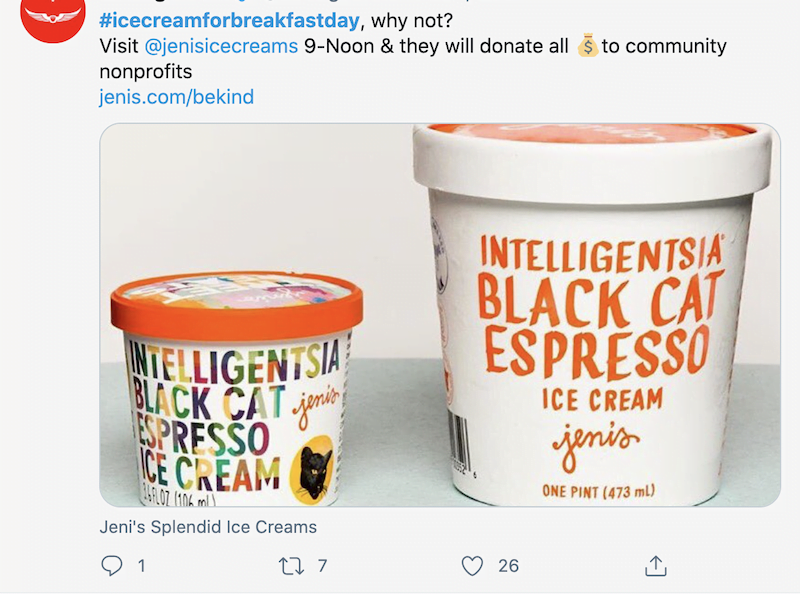 #icecreamforbreakfastday, why not?
Visit @jenisicecreams 9-Noon & they will donate all 💰 to community
nonprofits
jenis.com/bekind
INTELLIGENTSIA
BLACK CAT
ESPRESSO
ICE CREAM
jenis
3.6 FL OZ (106 mL)
INTELLIGENTSIA
BLACK CAT
ESPRESSO
ICE CREAM
jenis
ONE PINT (473 mL)
Jeni's Splendid Ice Creams
1 7 26